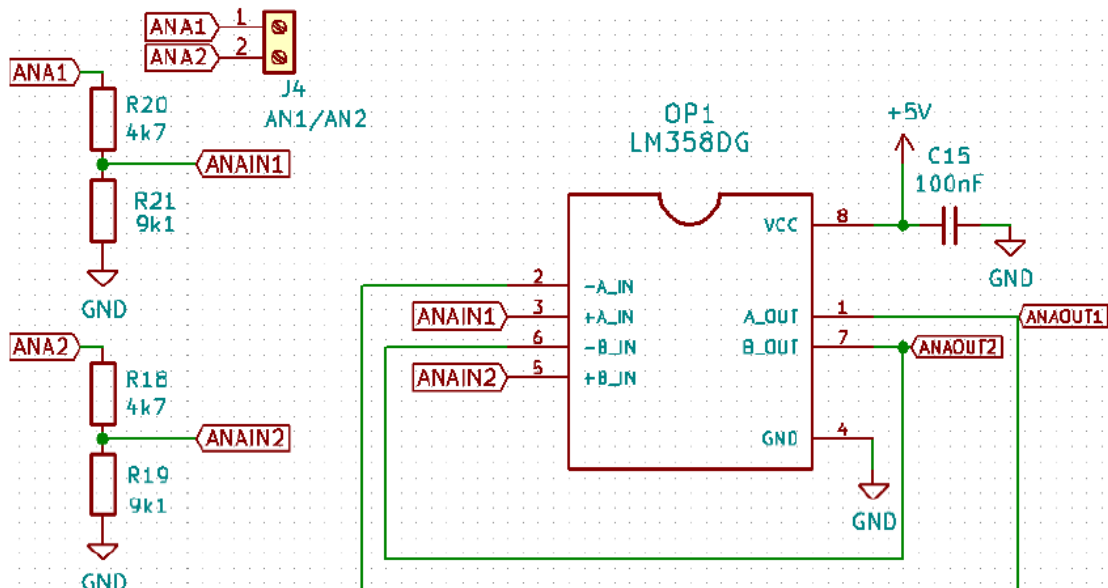 ANA1 1
ANA2 2
J4
AN1/AN2
ANA1
R20
4k7
ANAIN1
R21
9k1
GND
ANA2
R18
4k7
ANAIN2
R19
9k1
GND
OP1
LM358DG
+5V
C15
100nF
VCC 8
GND
2 -A_IN
ANAIN1 3 +A_IN
6 -B_IN
ANAIN2 5 +B_IN
A_OUT 1 ANAOUT1
B_OUT 7 ANAOUT2
GND 4
GND